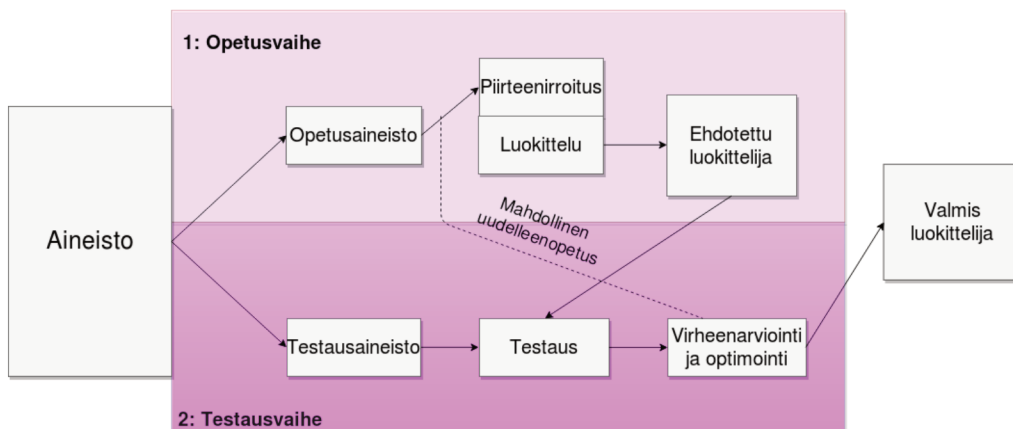 1: Opetusvaihe
Aineisto
Opetusaineisto
Piirteenirroitus
Luokittelu
Ehdotettu
luokittelija
Mahdollinen
uudelleenopetus
Valmis
luokittelija
Testausaineisto
Testaus
Virheenarviointi
ja optimointi
2: Testausvaihe